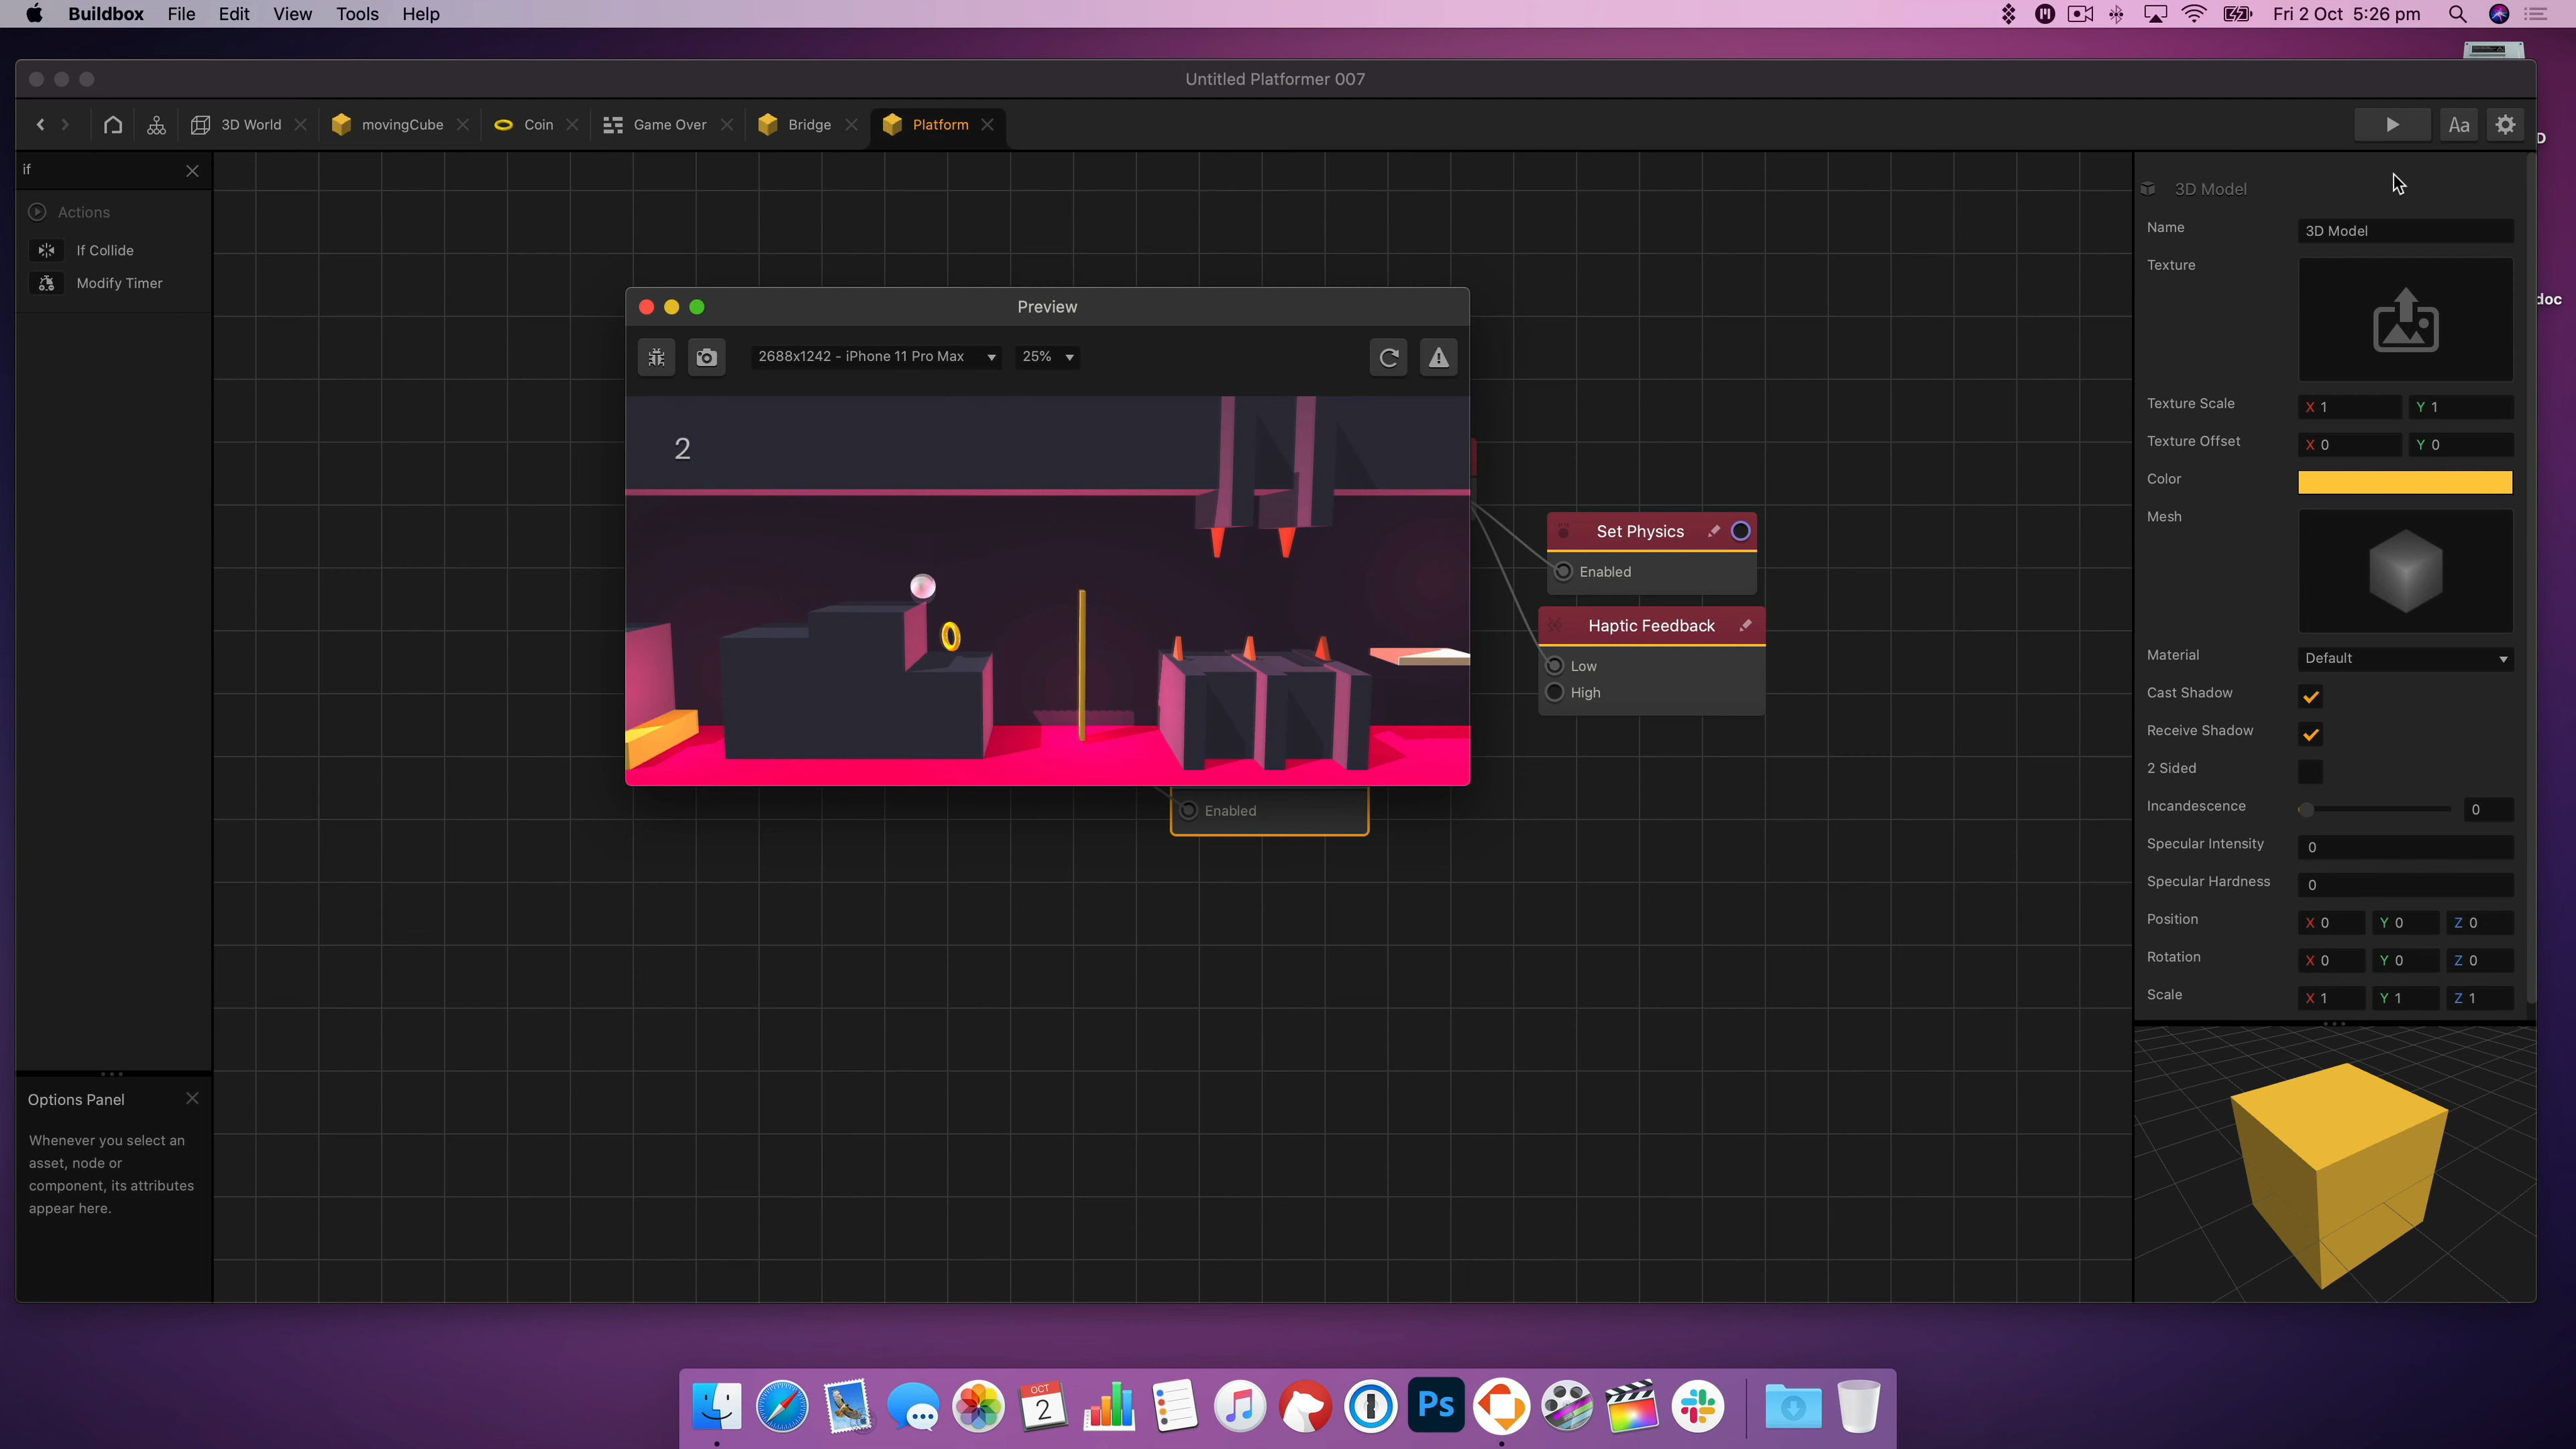 Buildbox File Edit View Tools Help
Fri 2 Oct 5:26 pm
Untitled Platformer 007
3D World
movingCube
Coin
Game Over
Bridge
Platform
Aa
D
if
Actions
If Collide
Modify Timer
3D Model
Name
3D Model
Texture
doc
Texture Scale
X 1
Y 1
Texture Offset
X 0
Y 0
Color
Mesh
Material
Default
Cast Shadow
Receive Shadow
2 Sided
Incandescence
0
Specular Intensity
0
Specular Hardness
0
Position
X 0
Y 0
Z 0
Rotation
X 0
Y 0
Z 0
Scale
X 1
Y 1
Z 1
Preview
2688x1242 - iPhone 11 Pro Max
25%
2
Set Physics
Enabled
Haptic Feedback
Low
High
Enabled
Options Panel
Whenever you select an
asset, node or
component, its attributes
appear here.
OCT
2
Ps